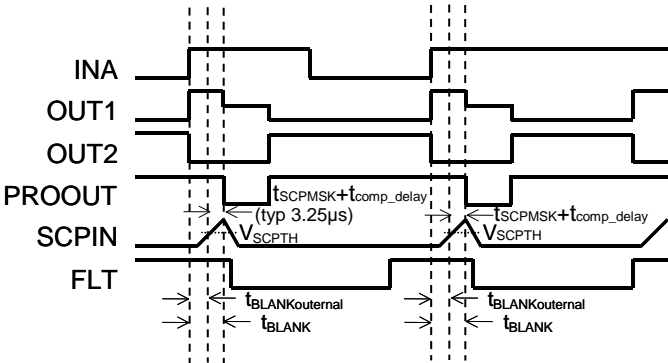 INA
OUT1
OUT2
PROOUT
tSCPMSK+tcomp_delay
(typ 3.25μs)
tSCPMSK+tcomp_delay
SCPIN
VSCPTH
VSCPTH
FLT
tBLANKouternal
tBLANKouternal
tBLANK
tBLANK